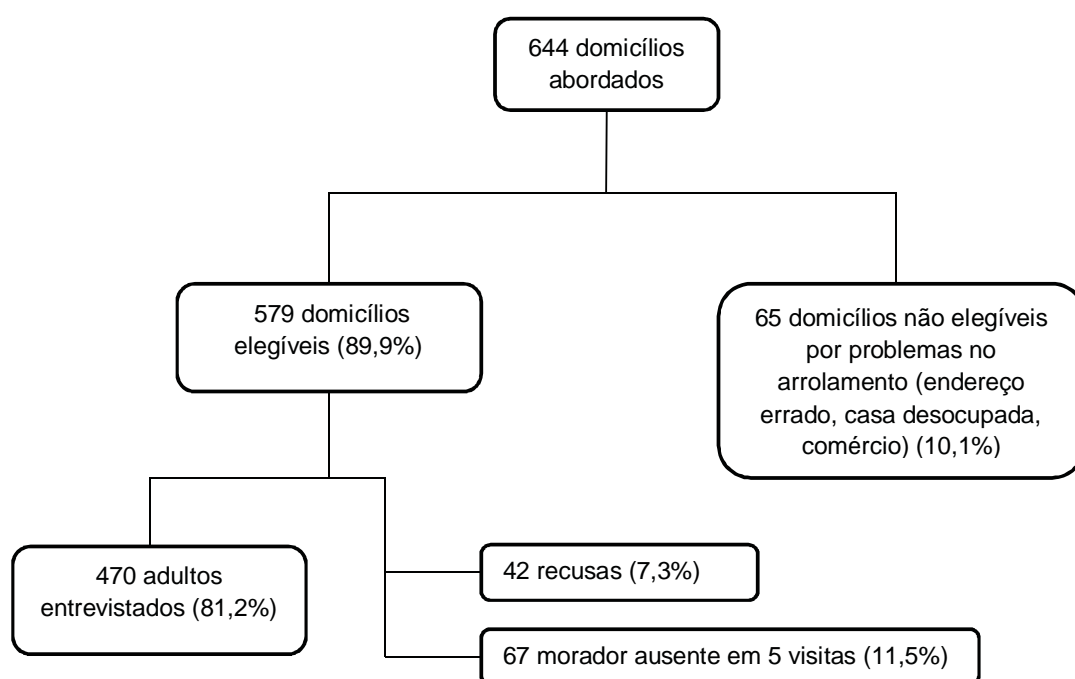 644 domicílios
abordados
579 domicílios
elegíveis (89,9%)
65 domicílios não elegíveis
por problemas no
arrolamento (endereço
errado, casa desocupada,
comércio) (10,1%)
470 adultos
entrevistados (81,2%)
42 recusas (7,3%)
67 morador ausente em 5 visitas (11,5%)